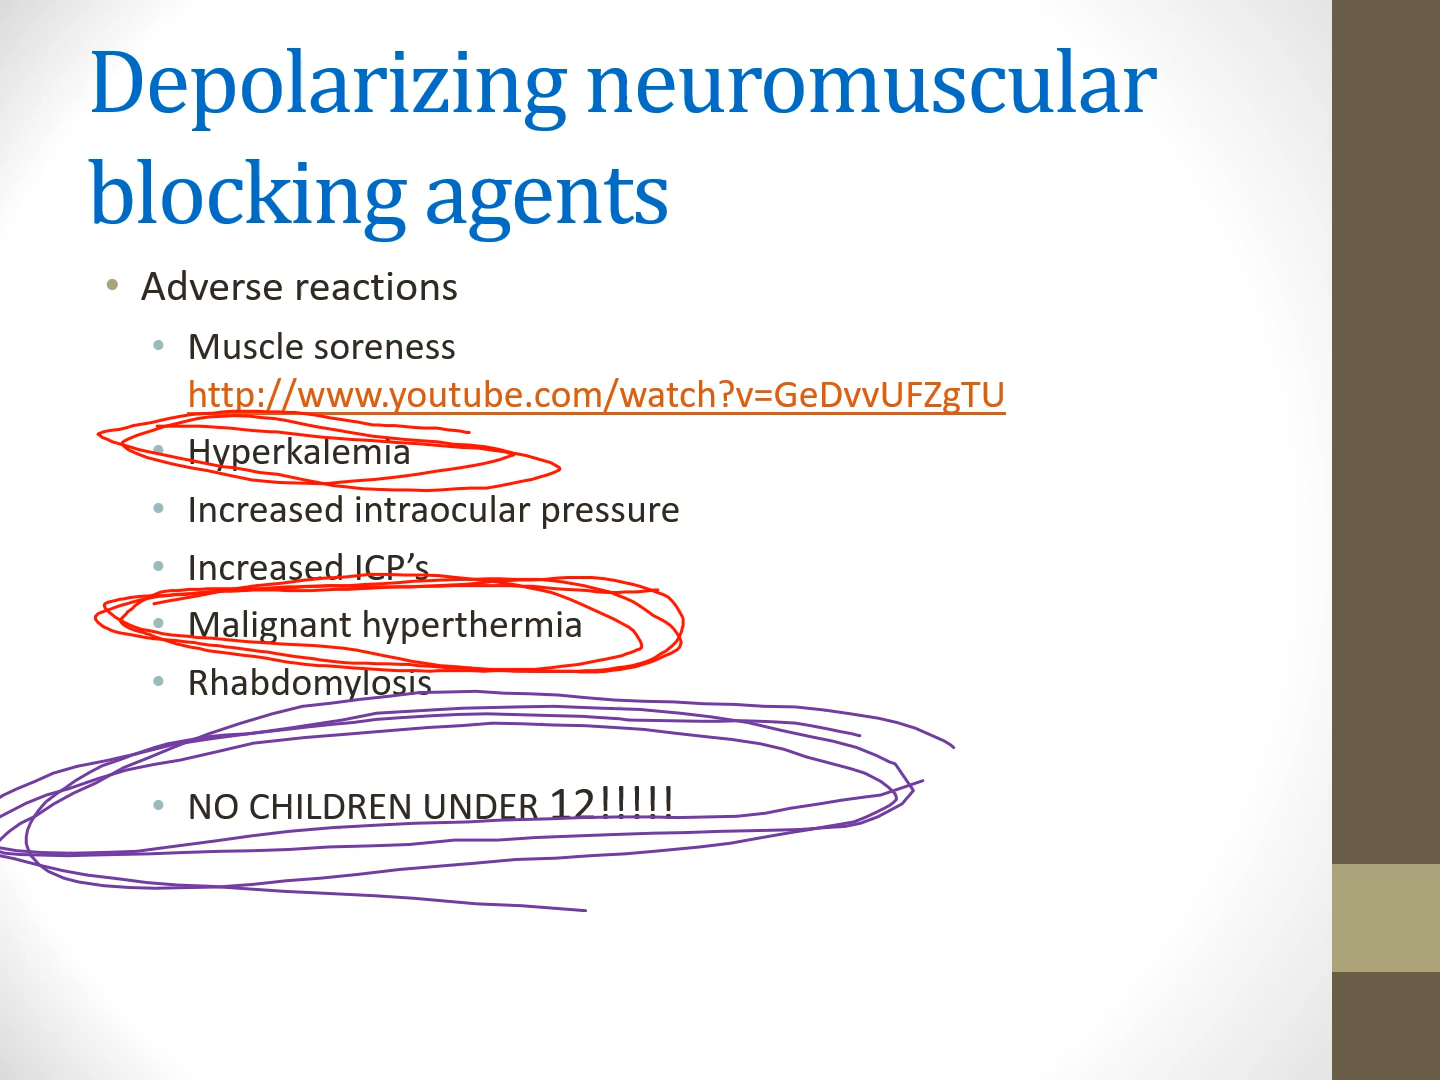 Depolarizing neuromuscular
blocking agents
• Adverse reactions
• Muscle soreness
http://www.youtube.com/watch?v=GeDvvUFZgTU
• Hyperkalemia
• Increased intraocular pressure
• Increased ICP’s
• Malignant hyperthermia
• Rhabdomylosis
• NO CHILDREN UNDER 12!!!!!